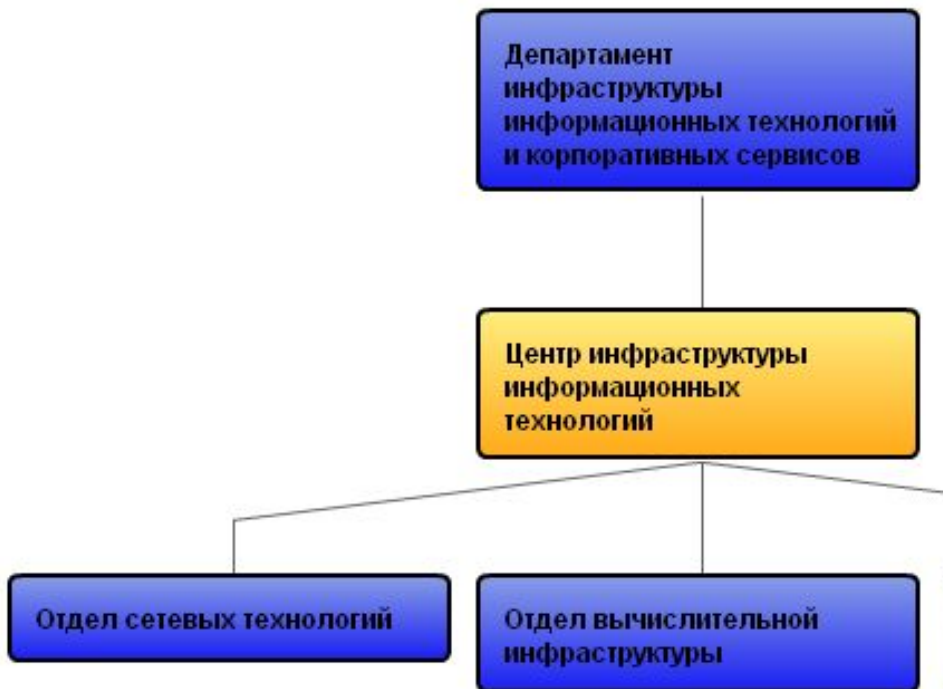 Департамент
инфраструктуры
информационных технологий
и корпоративных сервисов
Центр инфраструктуры
информационных
технологий
Отдел сетевых технологий
Отдел вычислительной
инфраструктуры